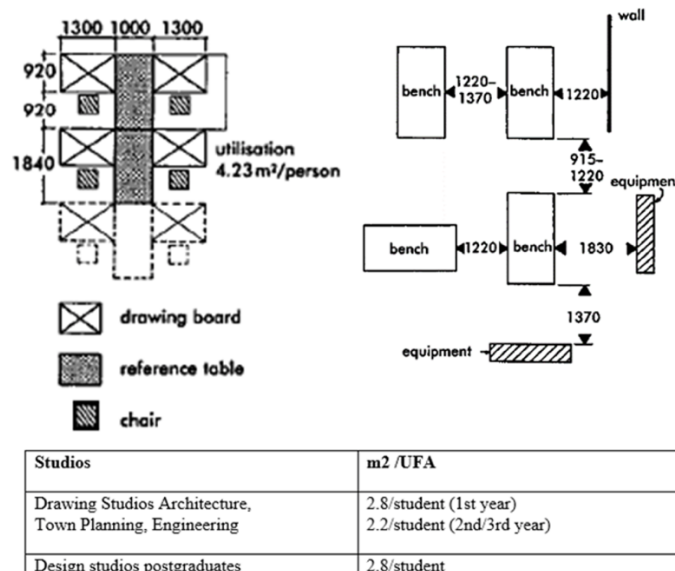 1300 1000 1300
920
920
1840
utilisation
4.23 m²/person
drawing board
reference table
chair
wall
bench
1220–
1370
bench
1220
915–
1220
equipment
bench
1220
bench
1830
1370
equipment
Studios m2 /UFA
Drawing Studios Architecture, 2.8/student (1st year)
Town Planning, Engineering 2.2/student (2nd/3rd year)
Design studios postgraduates 2.8/student